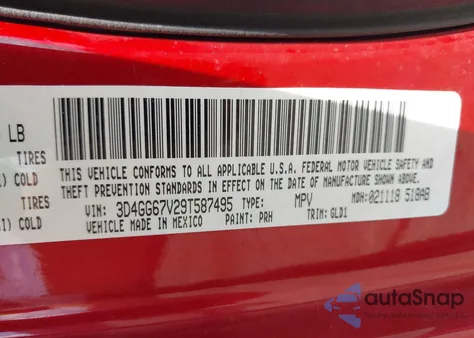 LB
TIRES
) COLD
TIRES
I) COLD
THIS VEHICLE CONFORMS TO ALL APPLICABLE U.S.A. FEDERAL MOTOR VEHICLE SAFETY AND
THEFT PREVENTION STANDARDS IN EFFECT ON THE DATE OF MANUFACTURE SHOWN ABOVE.
VIN: 3D4GG67V29T587495 TYPE: MPV MDH: 021118 518AB
VEHICLE MADE IN MEXICO PAINT: PRH TRIM: GLD1
autoSnap